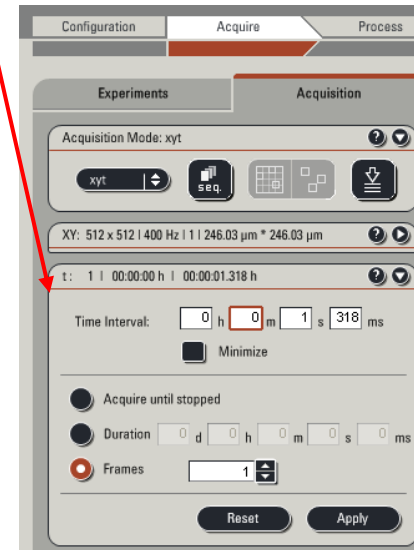 Configuration Acquire Process
Experiments Acquisition
Acquisition Mode: xyt
xyt seq.
XY: 512 x 512 | 400 Hz | 1 | 246.03 µm * 246.03 µm
t: 1 | 00:00:00 h | 00:00:01.318 h
Time Interval: 0 h 0 m 1 s 318 ms
Minimize
Acquire until stopped
Duration 0 d 0 h 0 m 0 s 0 ms
Frames 1
Reset Apply